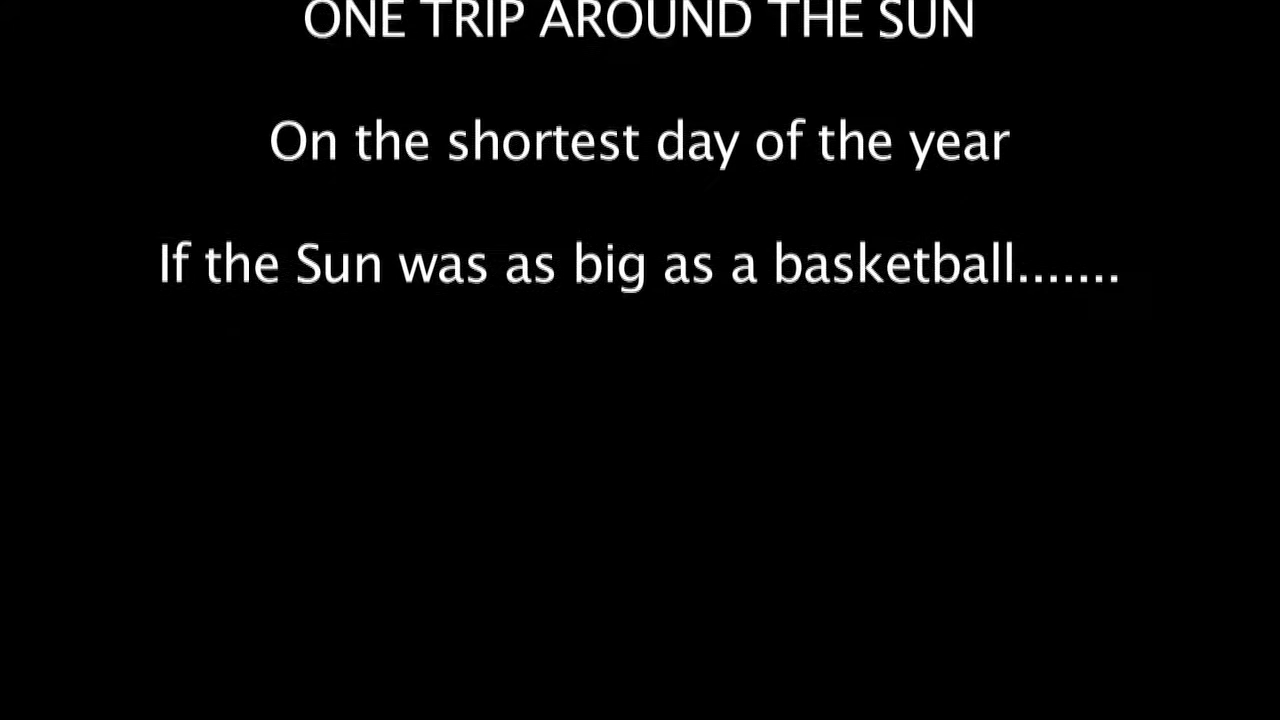 ONE TRIP AROUND THE SUN
On the shortest day of the year
If the Sun was as big as a basketball.......